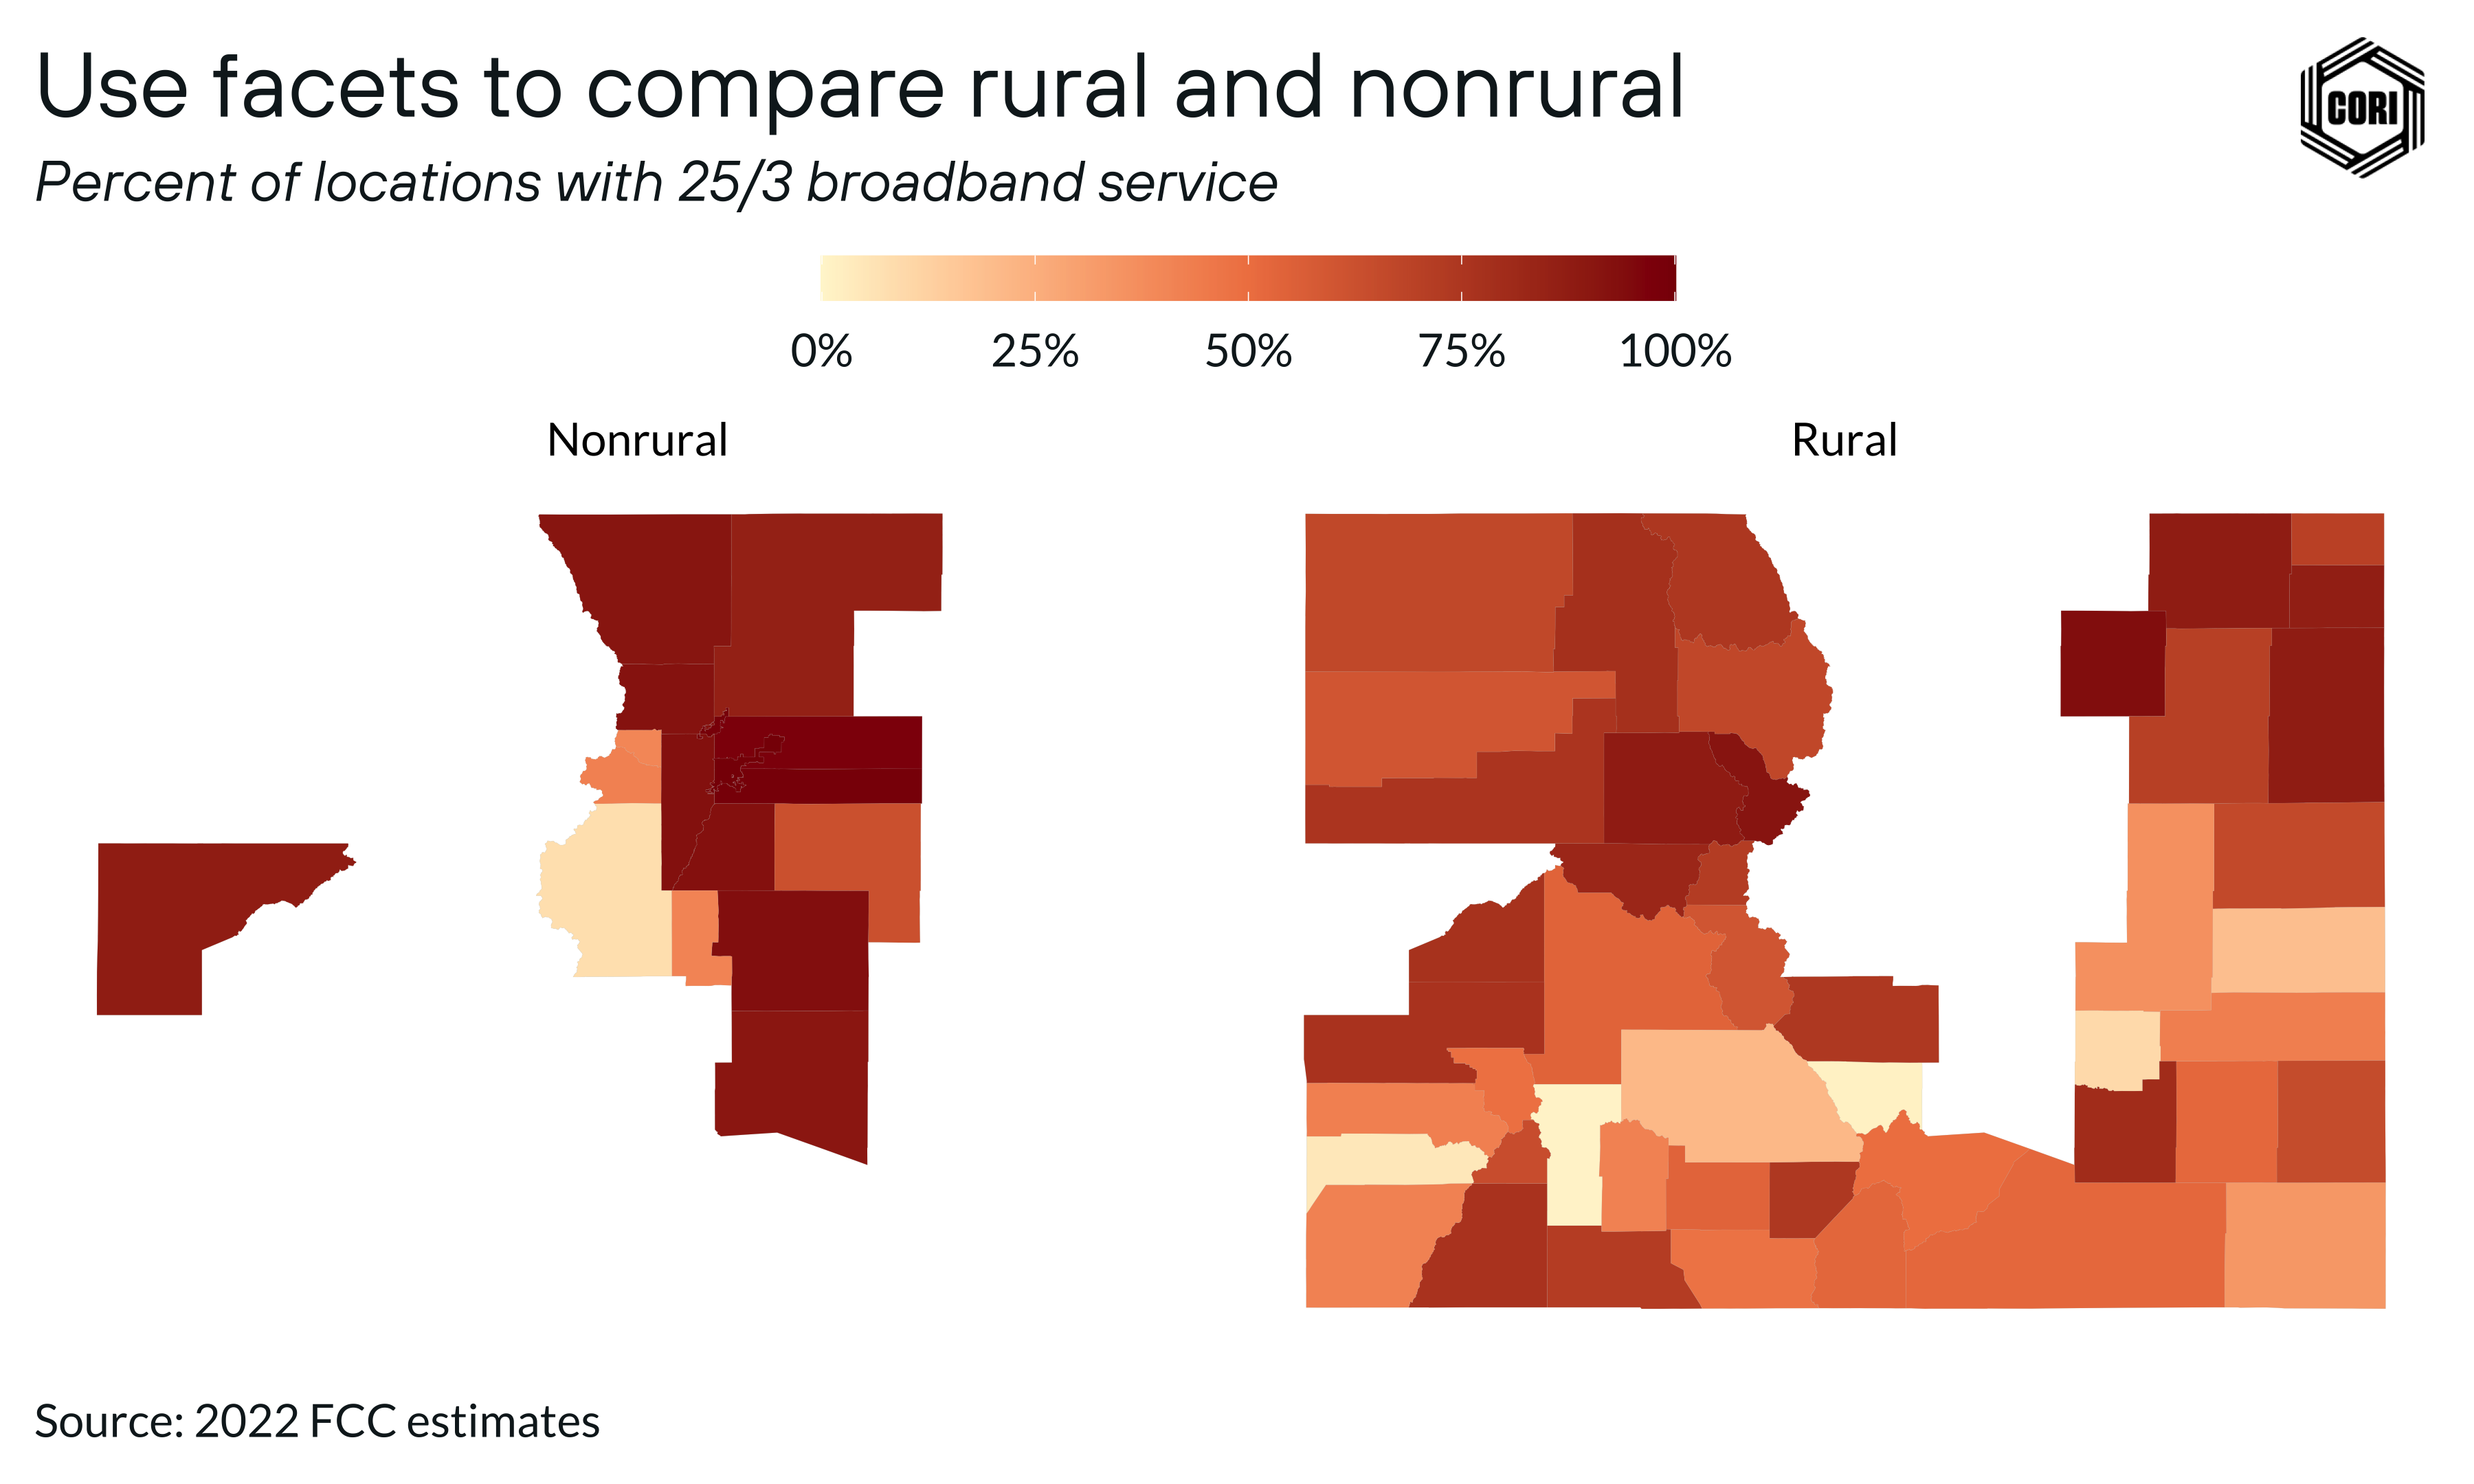 Use facets to compare rural and nonrural
CORI
Percent of locations with 25/3 broadband service
0% 25% 50% 75% 100%
Nonrural Rural
Source: 2022 FCC estimates